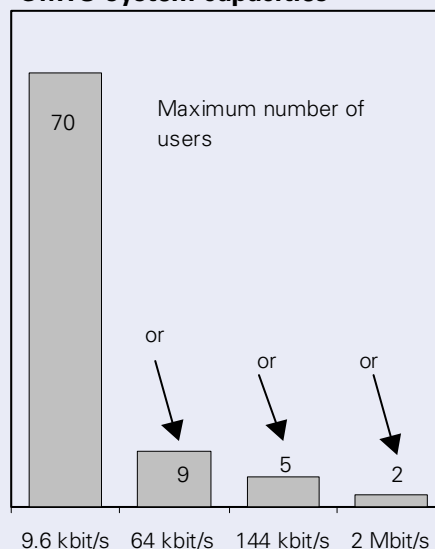 UMTS system capacities
Maximum number of
users
70
or
or
or
9
5
2
9.6 kbit/s 64 kbit/s 144 kbit/s 2 Mbit/s